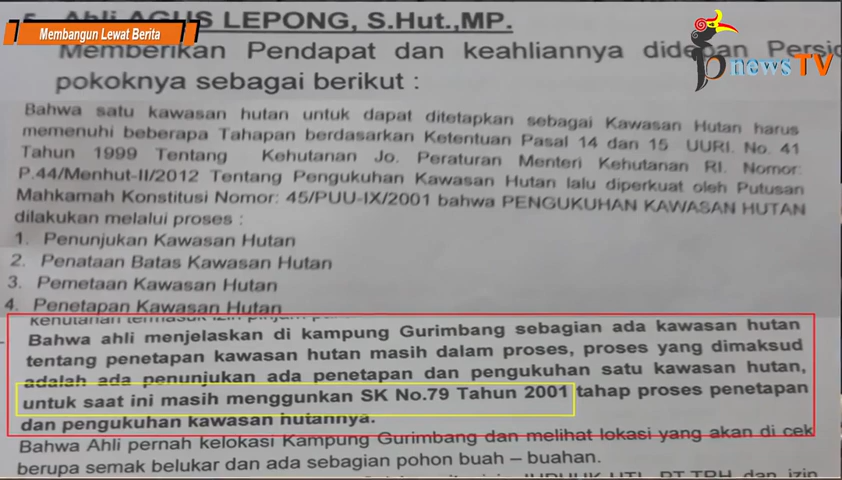 Membangun Lewat Berita
Ahli AGUS LEPONG, S.Hut.,MP.
newsTV
Memberikan Pendapat dan keahliannya didepan
pokoknya sebagai berikut :
Bahwa satu kawasan hutan untuk dapat ditetapkan sebagai Kawasan Hutan harus
memenuhi beberapa Tahapan berdasarkan Ketentuan Pasal 14 dan 15 UURI. No. 41
Tahun 1999 Tentang Kehutanan Jo. Peraturan Menteri Kehutanan RI. Nomor:
P.44/Menhut-II/2012 Tentang Pengukuhan Kawasan Hutan lalu diperkuat oleh Putusan
Mahkamah Konstitusi Nomor: 45/PUU-IX/2001 bahwa PENGUKUHAN KAWASAN HUTAN
dilakukan melalui proses :
1. Penunjukan Kawasan Hutan
2. Penataan Batas Kawasan Hutan
3. Pemetaan Kawasan Hutan
4. Penetapan Kawasan Hutan
Bahwa ahli menjelaskan di kampung Gurimbang sebagian ada kawasan hutan
tentang penetapan kawasan hutan masih dalam proses, proses yang dimaksud
adalah ada penunjukan ada penetapan dan pengukuhan satu kawasan hutan,
untuk saat ini masih menggunkan SK No.79 Tahun 2001 tahap proses penetapan
dan pengukuhan kawasan hutannya.
Bahwa Ahli pernah kelokasi Kampung Gurimbang dan melihat lokasi yang akan di cek
berupa semak belukar dan ada sebagian pohon buah – buahan.